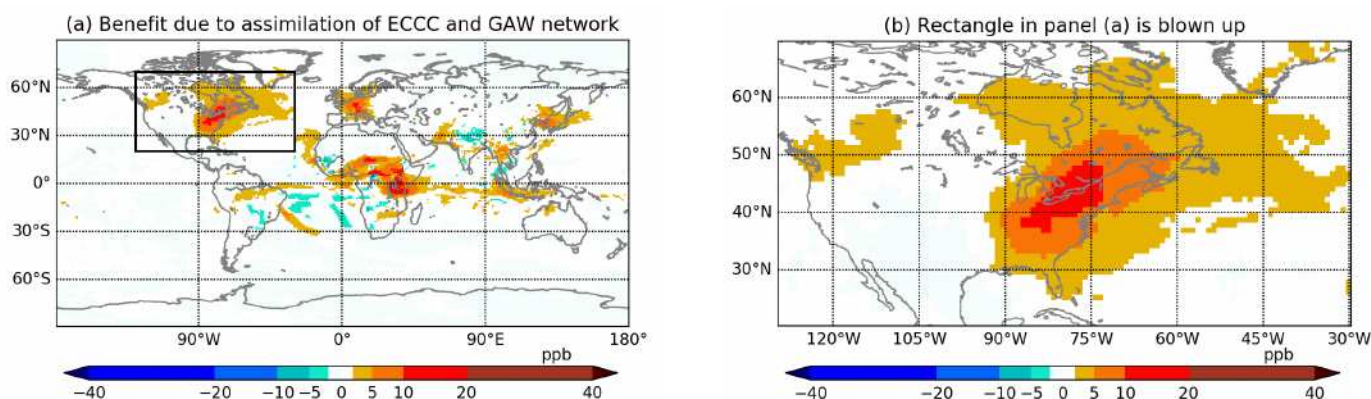 (a) Benefit due to assimilation of ECCC and GAW network
60°N
30°N
0°
30°S
60°S
90°W 0° 90°E 180°
ppb
−40 −20 −10 −5 0 5 10 20 40
(b) Rectangle in panel (a) is blown up
60°N
50°N
40°N
30°N
120°W 105°W 90°W 75°W 60°W 45°W 30°W
ppb
−40 −20 −10 −5 0 5 10 20 40